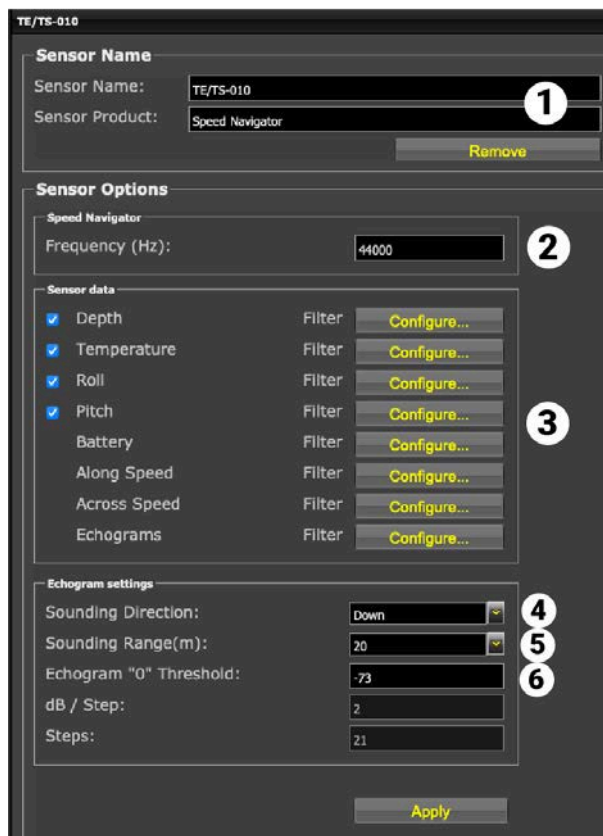 TE/TS-010
Sensor Name
Sensor Name: TE/TS-010
Sensor Product: Speed Navigator
1
Remove
Sensor Options
Speed Navigator
Frequency (Hz): 44000
2
Sensor data
Depth Filter Configure...
Temperature Filter Configure...
Roll Filter Configure...
Pitch Filter Configure...
3
Battery Filter Configure...
Along Speed Filter Configure...
Across Speed Filter Configure...
Echograms Filter Configure...
Echogram settings
Sounding Direction: Down 4
Sounding Range(m): 20 5
Echogram "0" Threshold: -73 6
dB / Step: 2
Steps: 21
Apply